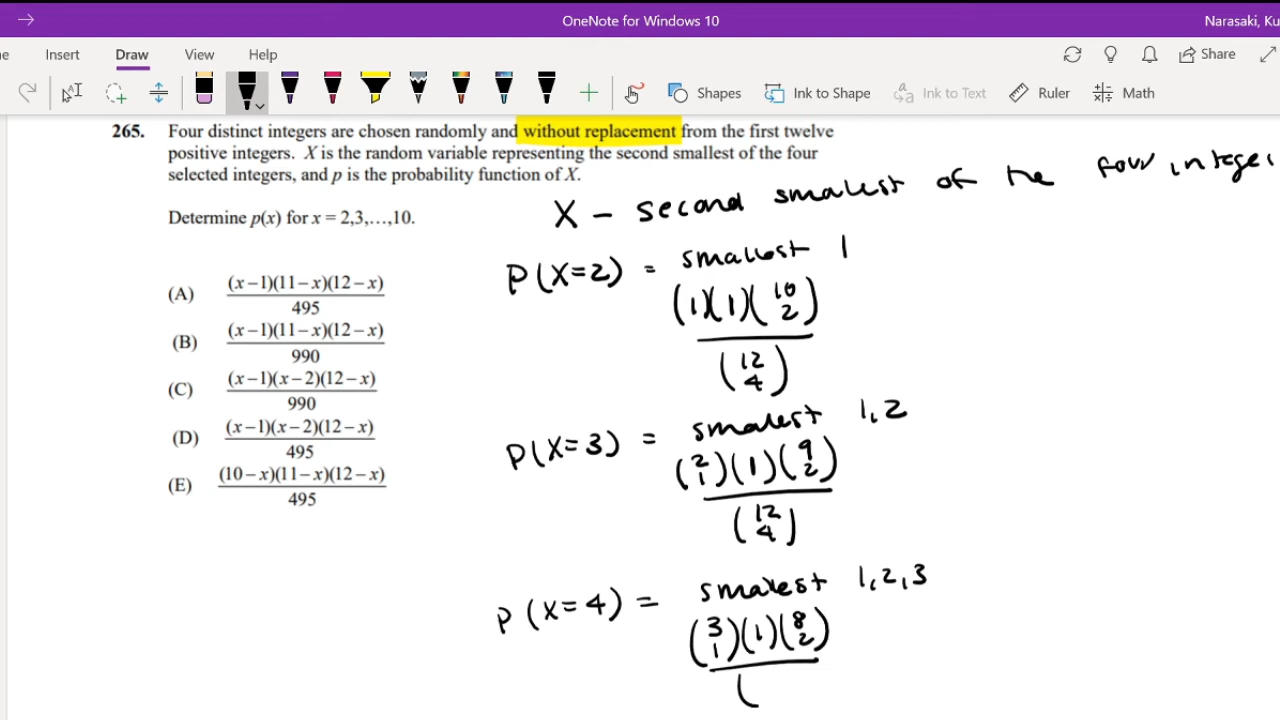 OneNote for Windows 10
Narasaki, Ku
Insert Draw View Help
Share
Shapes Ink to Shape Ink to Text Ruler Math
265. Four distinct integers are chosen randomly and without replacement from the first twelve
positive integers. X is the random variable representing the second smallest of the four
selected integers, and p is the probability function of X.
Determine p(x) for x = 2,3,…,10.
(A) (x−1)(11−x)(12−x)
495
(B) (x−1)(11−x)(12−x)
990
(C) (x−1)(x−2)(12−x)
990
(D) (x−1)(x−2)(12−x)
495
(E) (10−x)(11−x)(12−x)
495
X – second smalest of the four integer
P(X=2) = smallest 1
(1)(1)(10 2)
(12 4)
P(X=3) = smalest 1,2
(2 1)(1)(9 2)
(12 4)
P(X=4) = smalest 1,2,3
(3 1)(1)(8 2)
(